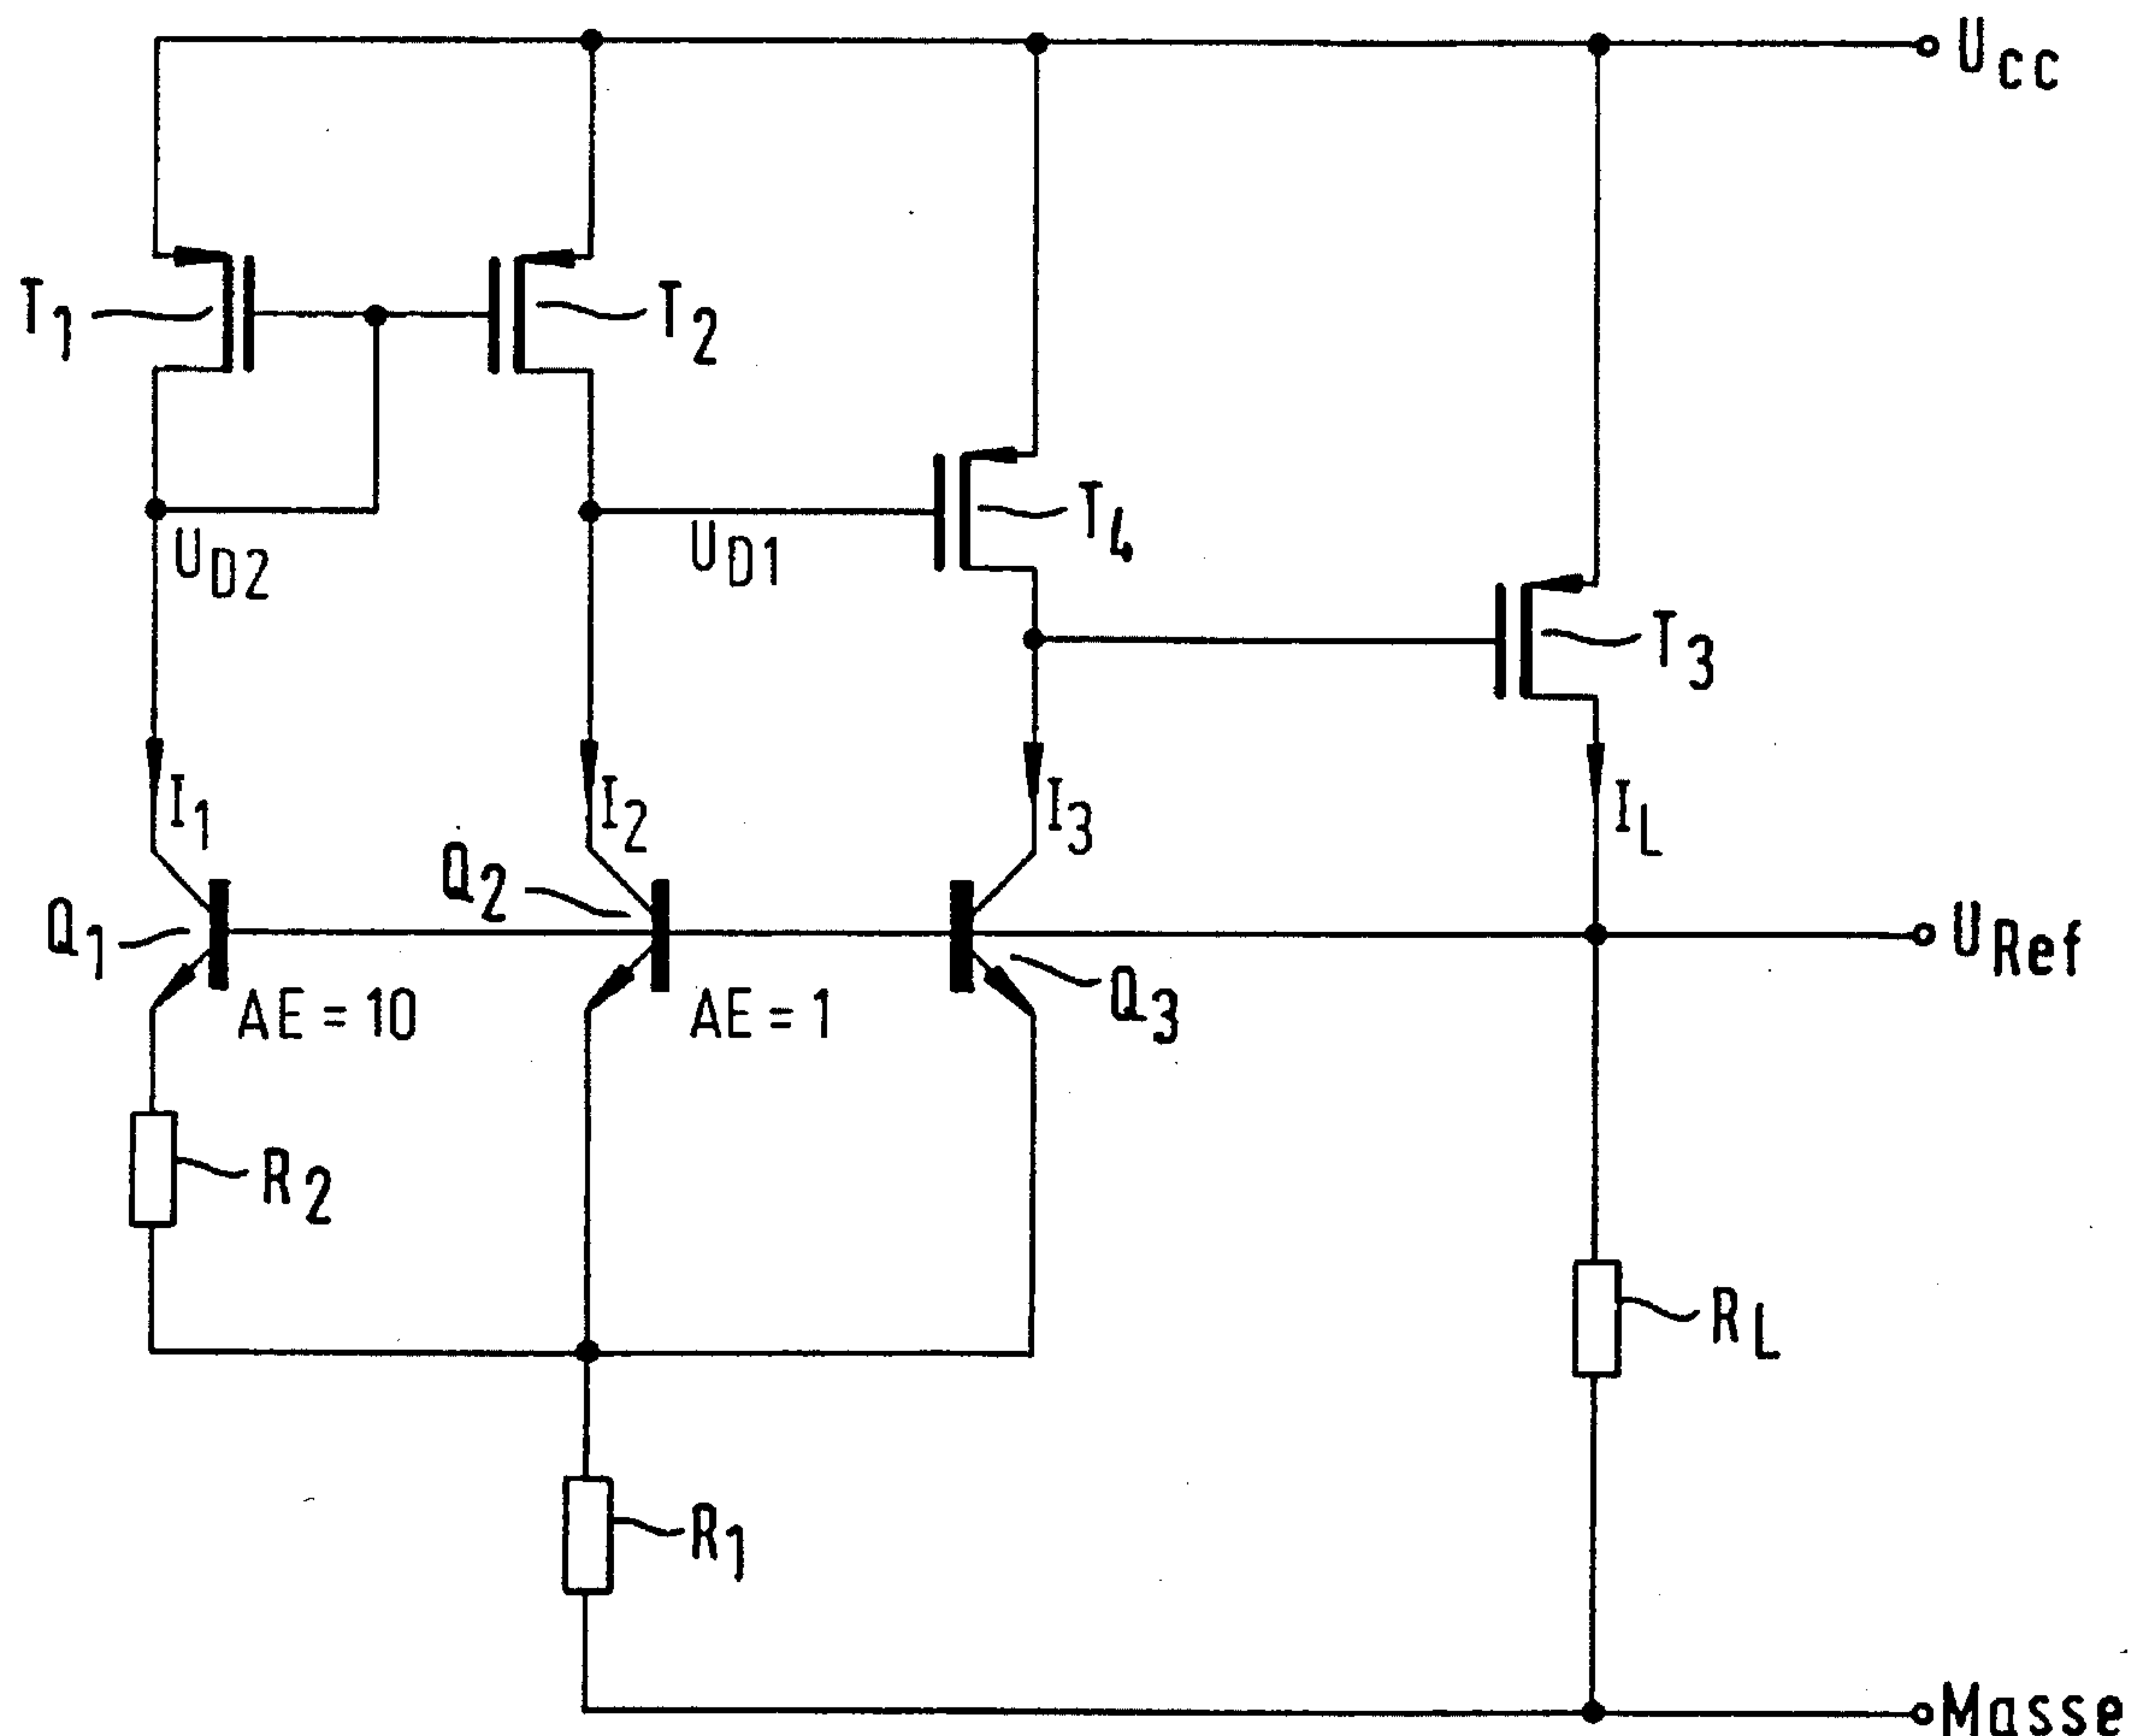 Ucc
T1
T2
T4
UD2
UD1
T3
I1
I2
I3
IL
Q1
Q2
URef
AE = 10
AE = 1
Q3
R2
RL
R1
Masse